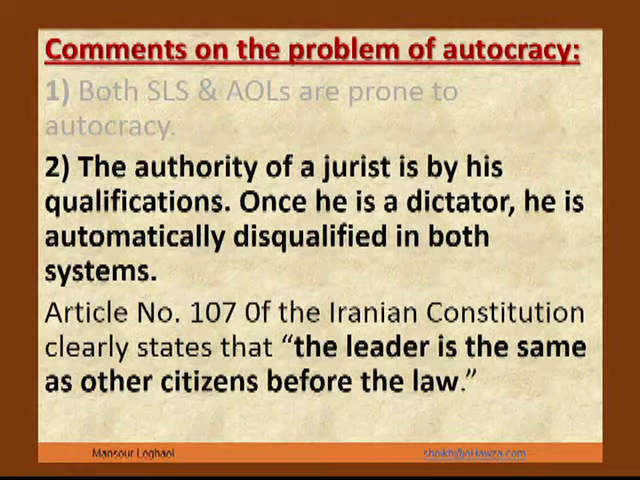 Comments on the problem of autocracy:
1) Both SLS & AOLs are prone to
autocracy.
2) The authority of a jurist is by his
qualifications. Once he is a dictator, he is
automatically disqualified in both
systems.
Article No. 107 0f the Iranian Constitution
clearly states that “the leader is the same
as other citizens before the law.”
Mansour Leghaei sheikh@eHawza.com